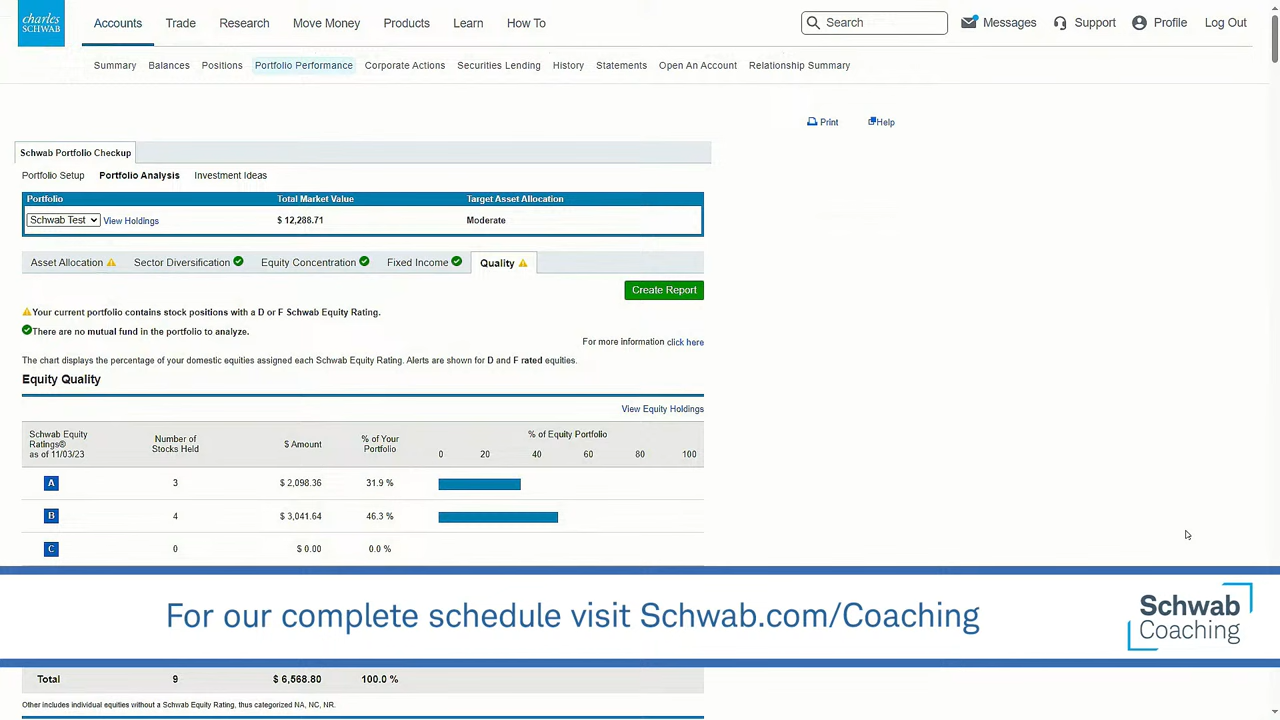 charles
SCHWAB
Accounts Trade Research Move Money Products Learn How To Search Messages Support Profile Log Out
Summary Balances Positions Portfolio Performance Corporate Actions Securities Lending History Statements Open An Account Relationship Summary
Print Help
Schwab Portfolio Checkup
Portfolio Setup Portfolio Analysis Investment Ideas
Portfolio Total Market Value Target Asset Allocation
Schwab Test View Holdings $ 12,288.71 Moderate
Asset Allocation Sector Diversification Equity Concentration Fixed Income Quality
Create Report
Your current portfolio contains stock positions with a D or F Schwab Equity Rating.
There are no mutual fund in the portfolio to analyze.
For more information click here
The chart displays the percentage of your domestic equities assigned each Schwab Equity Rating. Alerts are shown for D and F rated equities.
Equity Quality
View Equity Holdings
Schwab Equity
Ratings®
as of 11/03/23
Number of
Stocks Held
$ Amount
% of Your
Portfolio
% of Equity Portfolio
0 20 40 60 80 100
A 3 $ 2,098.36 31.9 %
B 4 $ 3,041.64 46.3 %
C 0 $ 0.00 0.0 %
For our complete schedule visit Schwab.com/Coaching
Schwab
Coaching
Total 9 $ 6,568.80 100.0 %
Other includes individual equities without a Schwab Equity Rating, thus categorized NA, NC, NR.